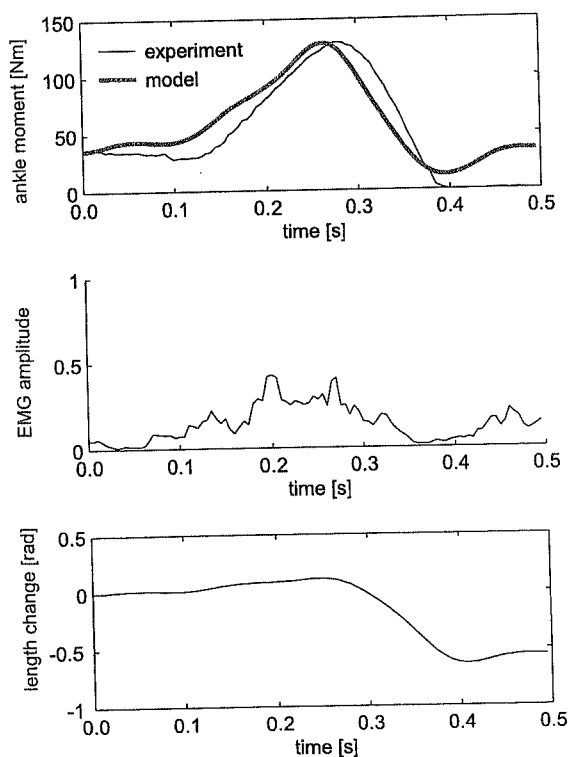 150
100
50
0
ankle moment [Nm]
experiment
model
0.0 0.1 0.2 0.3 0.4 0.5
time [s]
1
0.5
0
EMG amplitude
0.0 0.1 0.2 0.3 0.4 0.5
time [s]
0.5
0
-0.5
-1
length change [rad]
0.0 0.1 0.2 0.3 0.4 0.5
time [s]